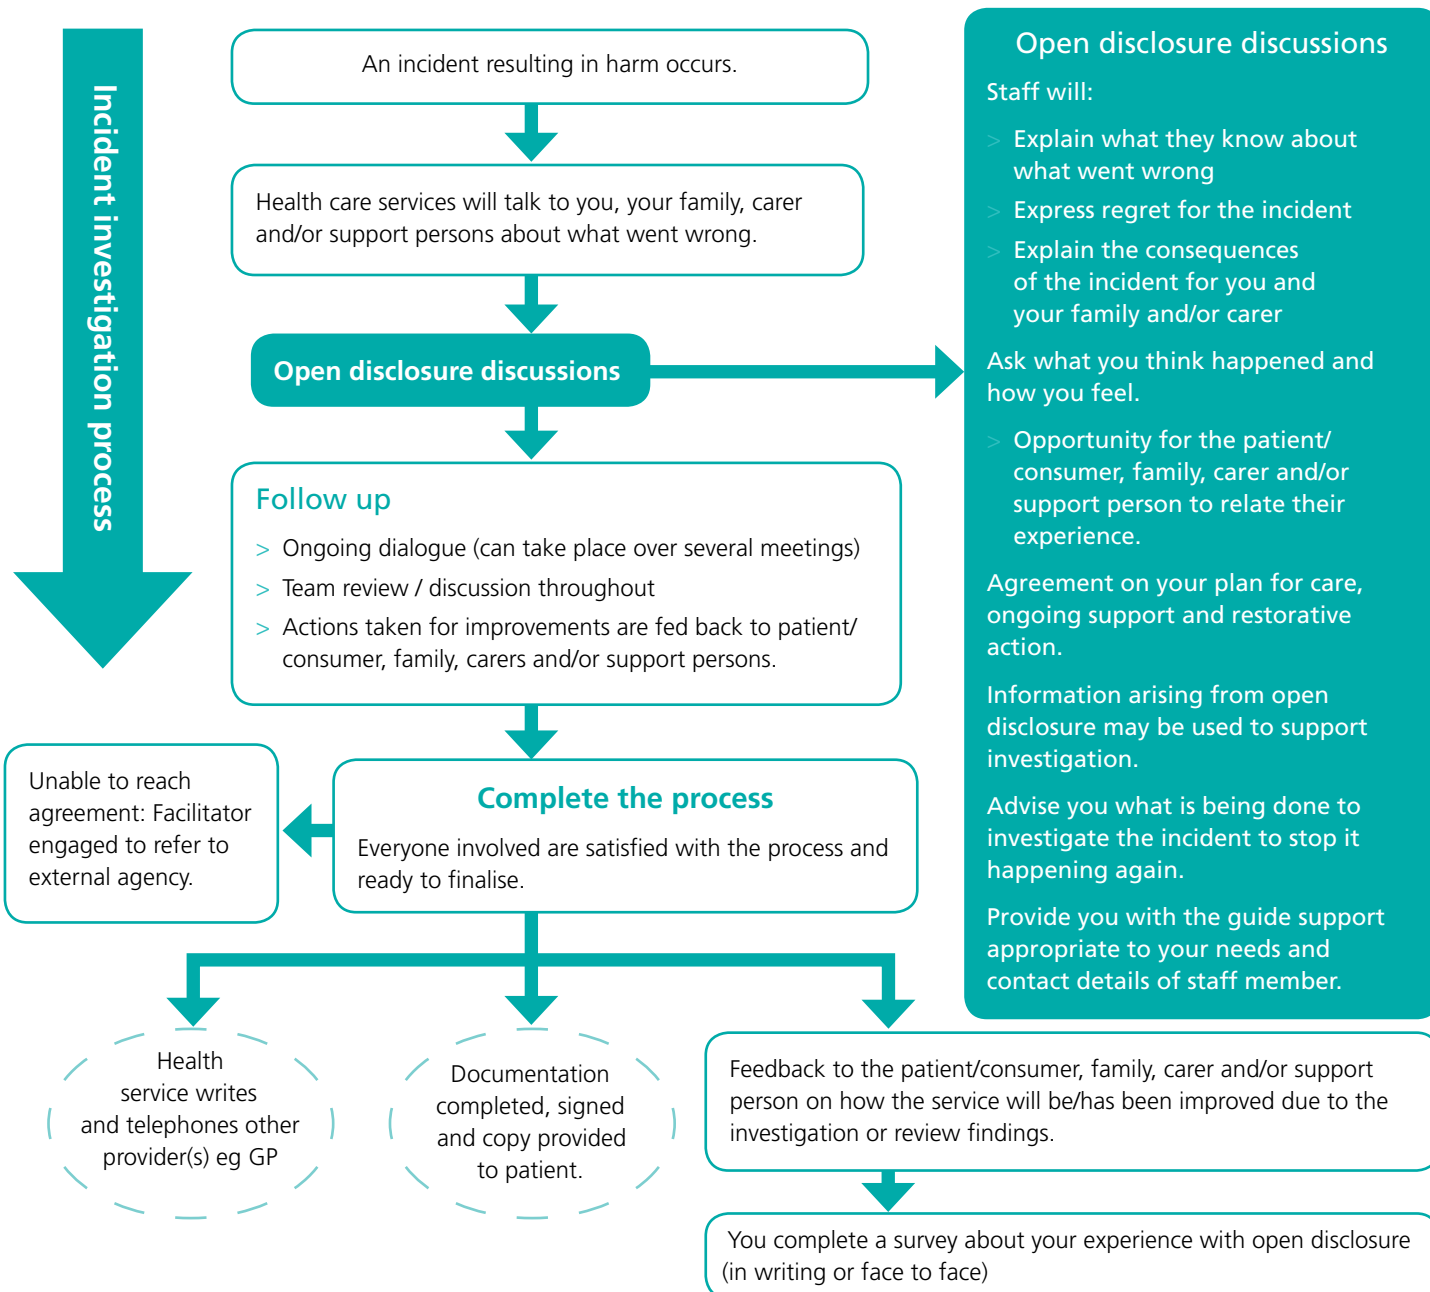 Incident investigation process
An incident resulting in harm occurs.
Health care services will talk to you, your family, carer
and/or support persons about what went wrong.
Open disclosure discussions
Follow up
> Ongoing dialogue (can take place over several meetings)
> Team review / discussion throughout
> Actions taken for improvements are fed back to patient/
consumer, family, carers and/or support persons.
Unable to reach
agreement: Facilitator
engaged to refer to
external agency.
Complete the process
Everyone involved are satisfied with the process and
ready to finalise.
Health
service writes
and telephones other
provider(s) eg GP
Documentation
completed, signed
and copy provided
to patient.
Feedback to the patient/consumer, family, carer and/or support
person on how the service will be/has been improved due to the
investigation or review findings.
You complete a survey about your experience with open disclosure
(in writing or face to face)
Open disclosure discussions
Staff will:
> Explain what they know about
what went wrong
> Express regret for the incident
> Explain the consequences
of the incident for you and
your family and/or carer
Ask what you think happened and
how you feel.
> Opportunity for the patient/
consumer, family, carer and/or
support person to relate their
experience.
Agreement on your plan for care,
ongoing support and restorative
action.
Information arising from open
disclosure may be used to support
investigation.
Advise you what is being done to
investigate the incident to stop it
happening again.
Provide you with the guide support
appropriate to your needs and
contact details of staff member.